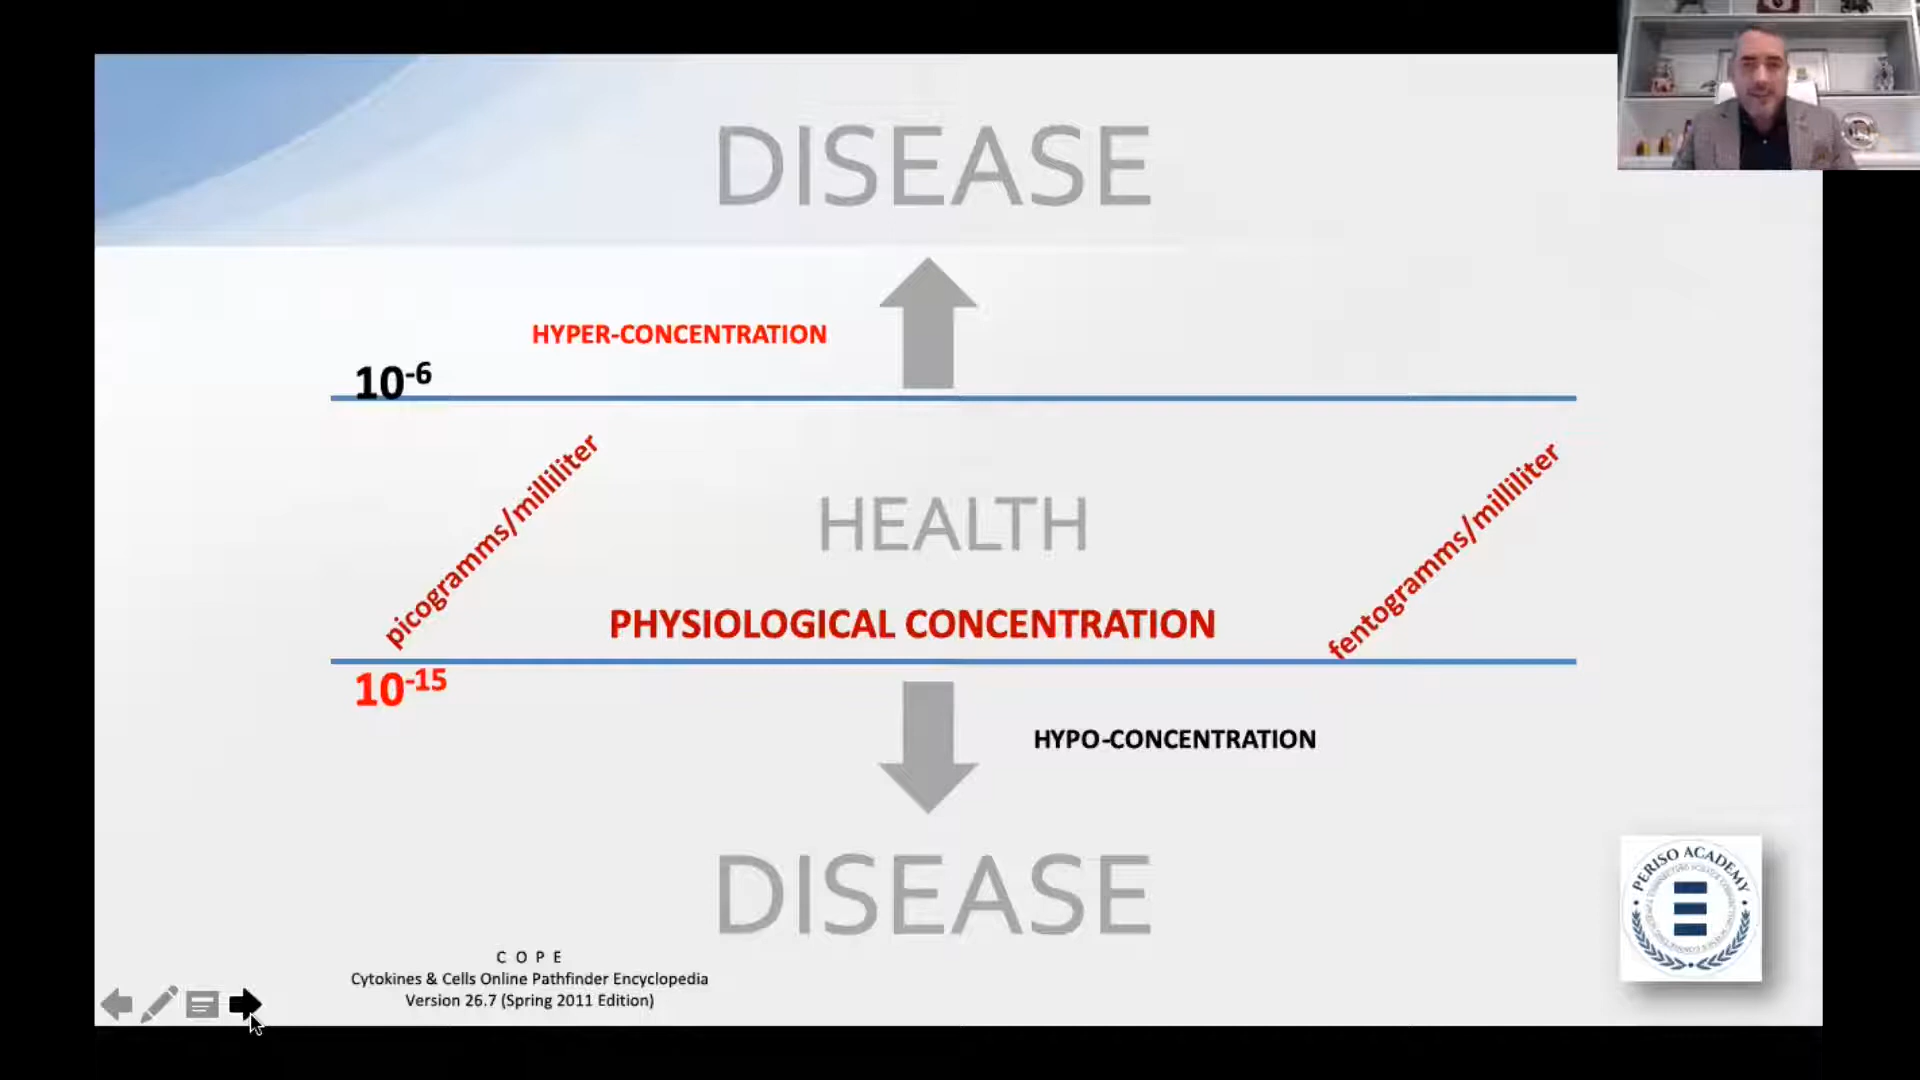 DISEASE
HYPER-CONCENTRATION
10-6
picogramms/milliliter
fentogramms/milliliter
HEALTH
PHYSIOLOGICAL CONCENTRATION
10-15
HYPO-CONCENTRATION
DISEASE
C O P E
Cytokines & Cells Online Pathfinder Encyclopedia
Version 26.7 (Spring 2011 Edition)
PERISO ACADEMY